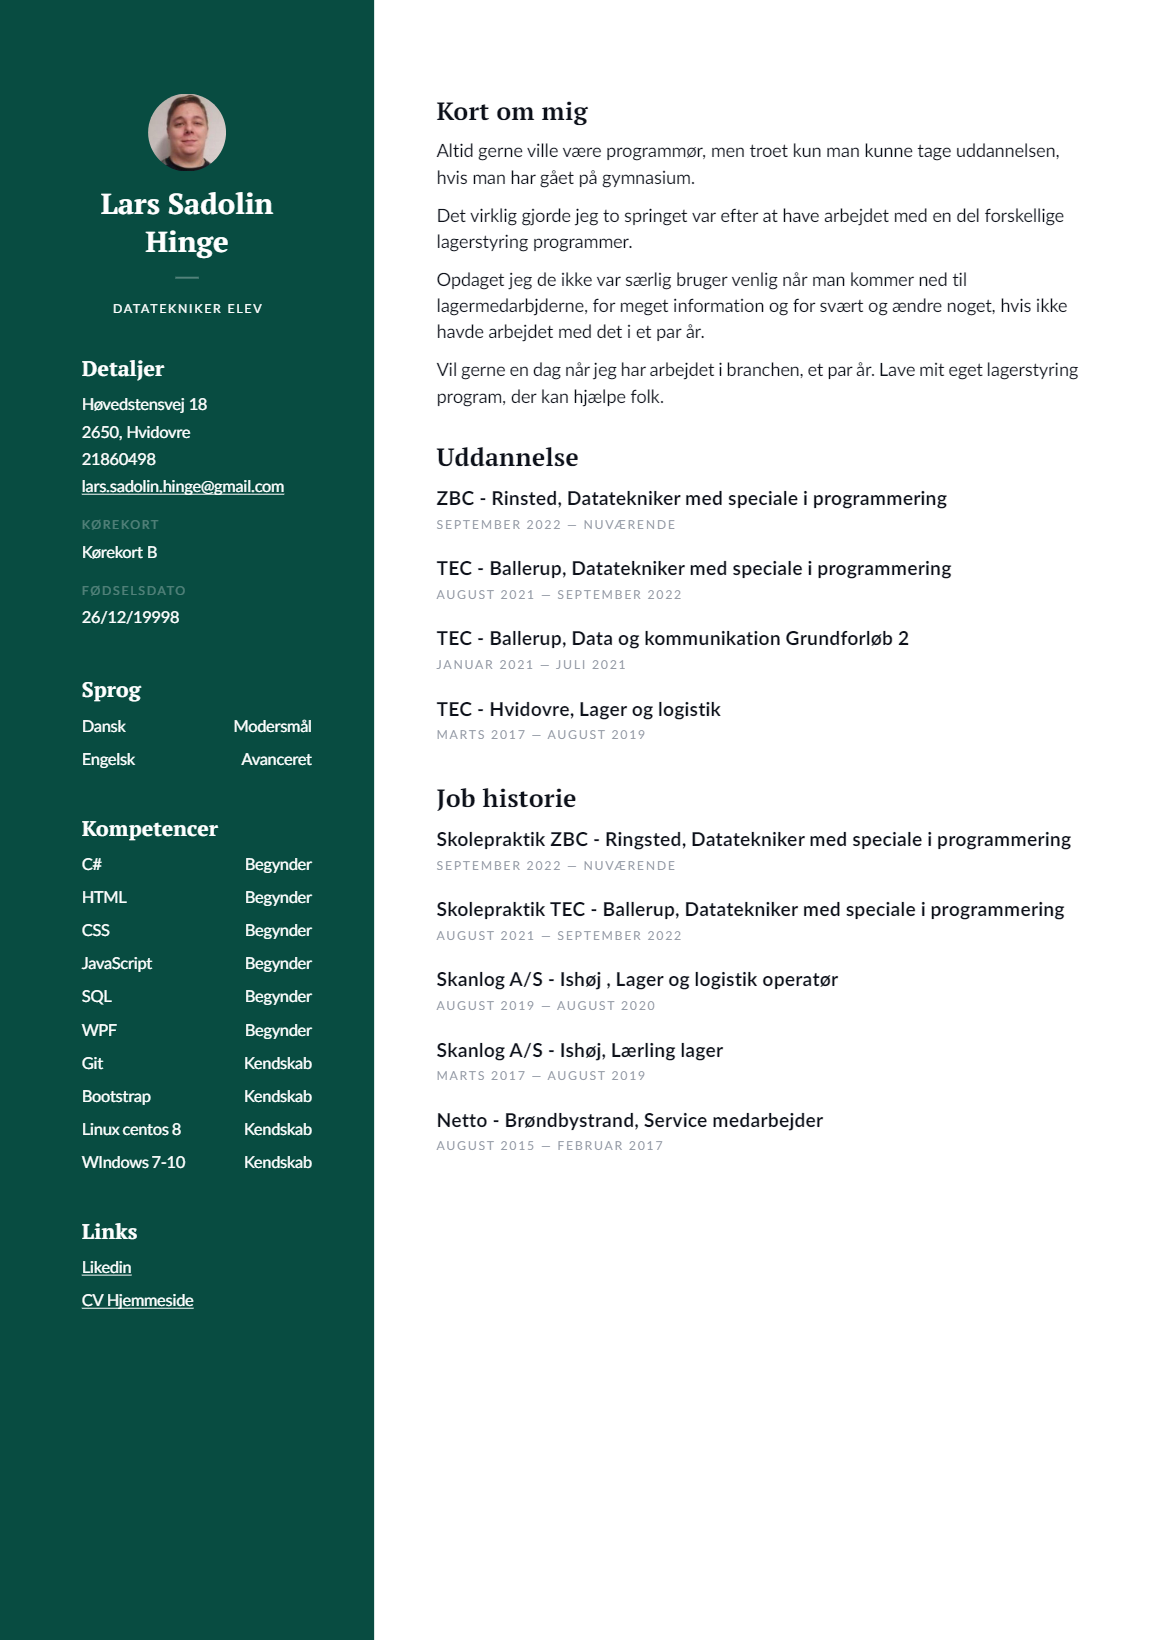 Lars Sadolin
Hinge
DATATEKNIKER ELEV
Detaljer
Høvedstensvej 18
2650, Hvidovre
21860498
lars.sadolin.hinge@gmail.com
KØREKORT
Kørekort B
FØDSELSDATO
26/12/19998
Sprog
Dansk Modersmål
Engelsk Avanceret
Kompetencer
C# Begynder
HTML Begynder
CSS Begynder
JavaScript Begynder
SQL Begynder
WPF Begynder
Git Kendskab
Bootstrap Kendskab
Linux centos 8 Kendskab
WIndows 7-10 Kendskab
Links
Likedin
CV Hjemmeside
Kort om mig
Altid gerne ville være programmør, men troet kun man kunne tage uddannelsen,
hvis man har gået på gymnasium.
Det virklig gjorde jeg to springet var efter at have arbejdet med en del forskellige
lagerstyring programmer.
Opdaget jeg de ikke var særlig bruger venlig når man kommer ned til
lagermedarbjderne, for meget information og for svært og ændre noget, hvis ikke
havde arbejdet med det i et par år.
Vil gerne en dag når jeg har arbejdet i branchen, et par år. Lave mit eget lagerstyring
program, der kan hjælpe folk.
Uddannelse
ZBC - Rinsted, Datatekniker med speciale i programmering
SEPTEMBER 2022 — NUVÆRENDE
TEC - Ballerup, Datatekniker med speciale i programmering
AUGUST 2021 — SEPTEMBER 2022
TEC - Ballerup, Data og kommunikation Grundforløb 2
JANUAR 2021 — JULI 2021
TEC - Hvidovre, Lager og logistik
MARTS 2017 — AUGUST 2019
Job historie
Skolepraktik ZBC - Ringsted, Datatekniker med speciale i programmering
SEPTEMBER 2022 — NUVÆRENDE
Skolepraktik TEC - Ballerup, Datatekniker med speciale i programmering
AUGUST 2021 — SEPTEMBER 2022
Skanlog A/S - Ishøj , Lager og logistik operatør
AUGUST 2019 — AUGUST 2020
Skanlog A/S - Ishøj, Lærling lager
MARTS 2017 — AUGUST 2019
Netto - Brøndbystrand, Service medarbejder
AUGUST 2015 — FEBRUAR 2017